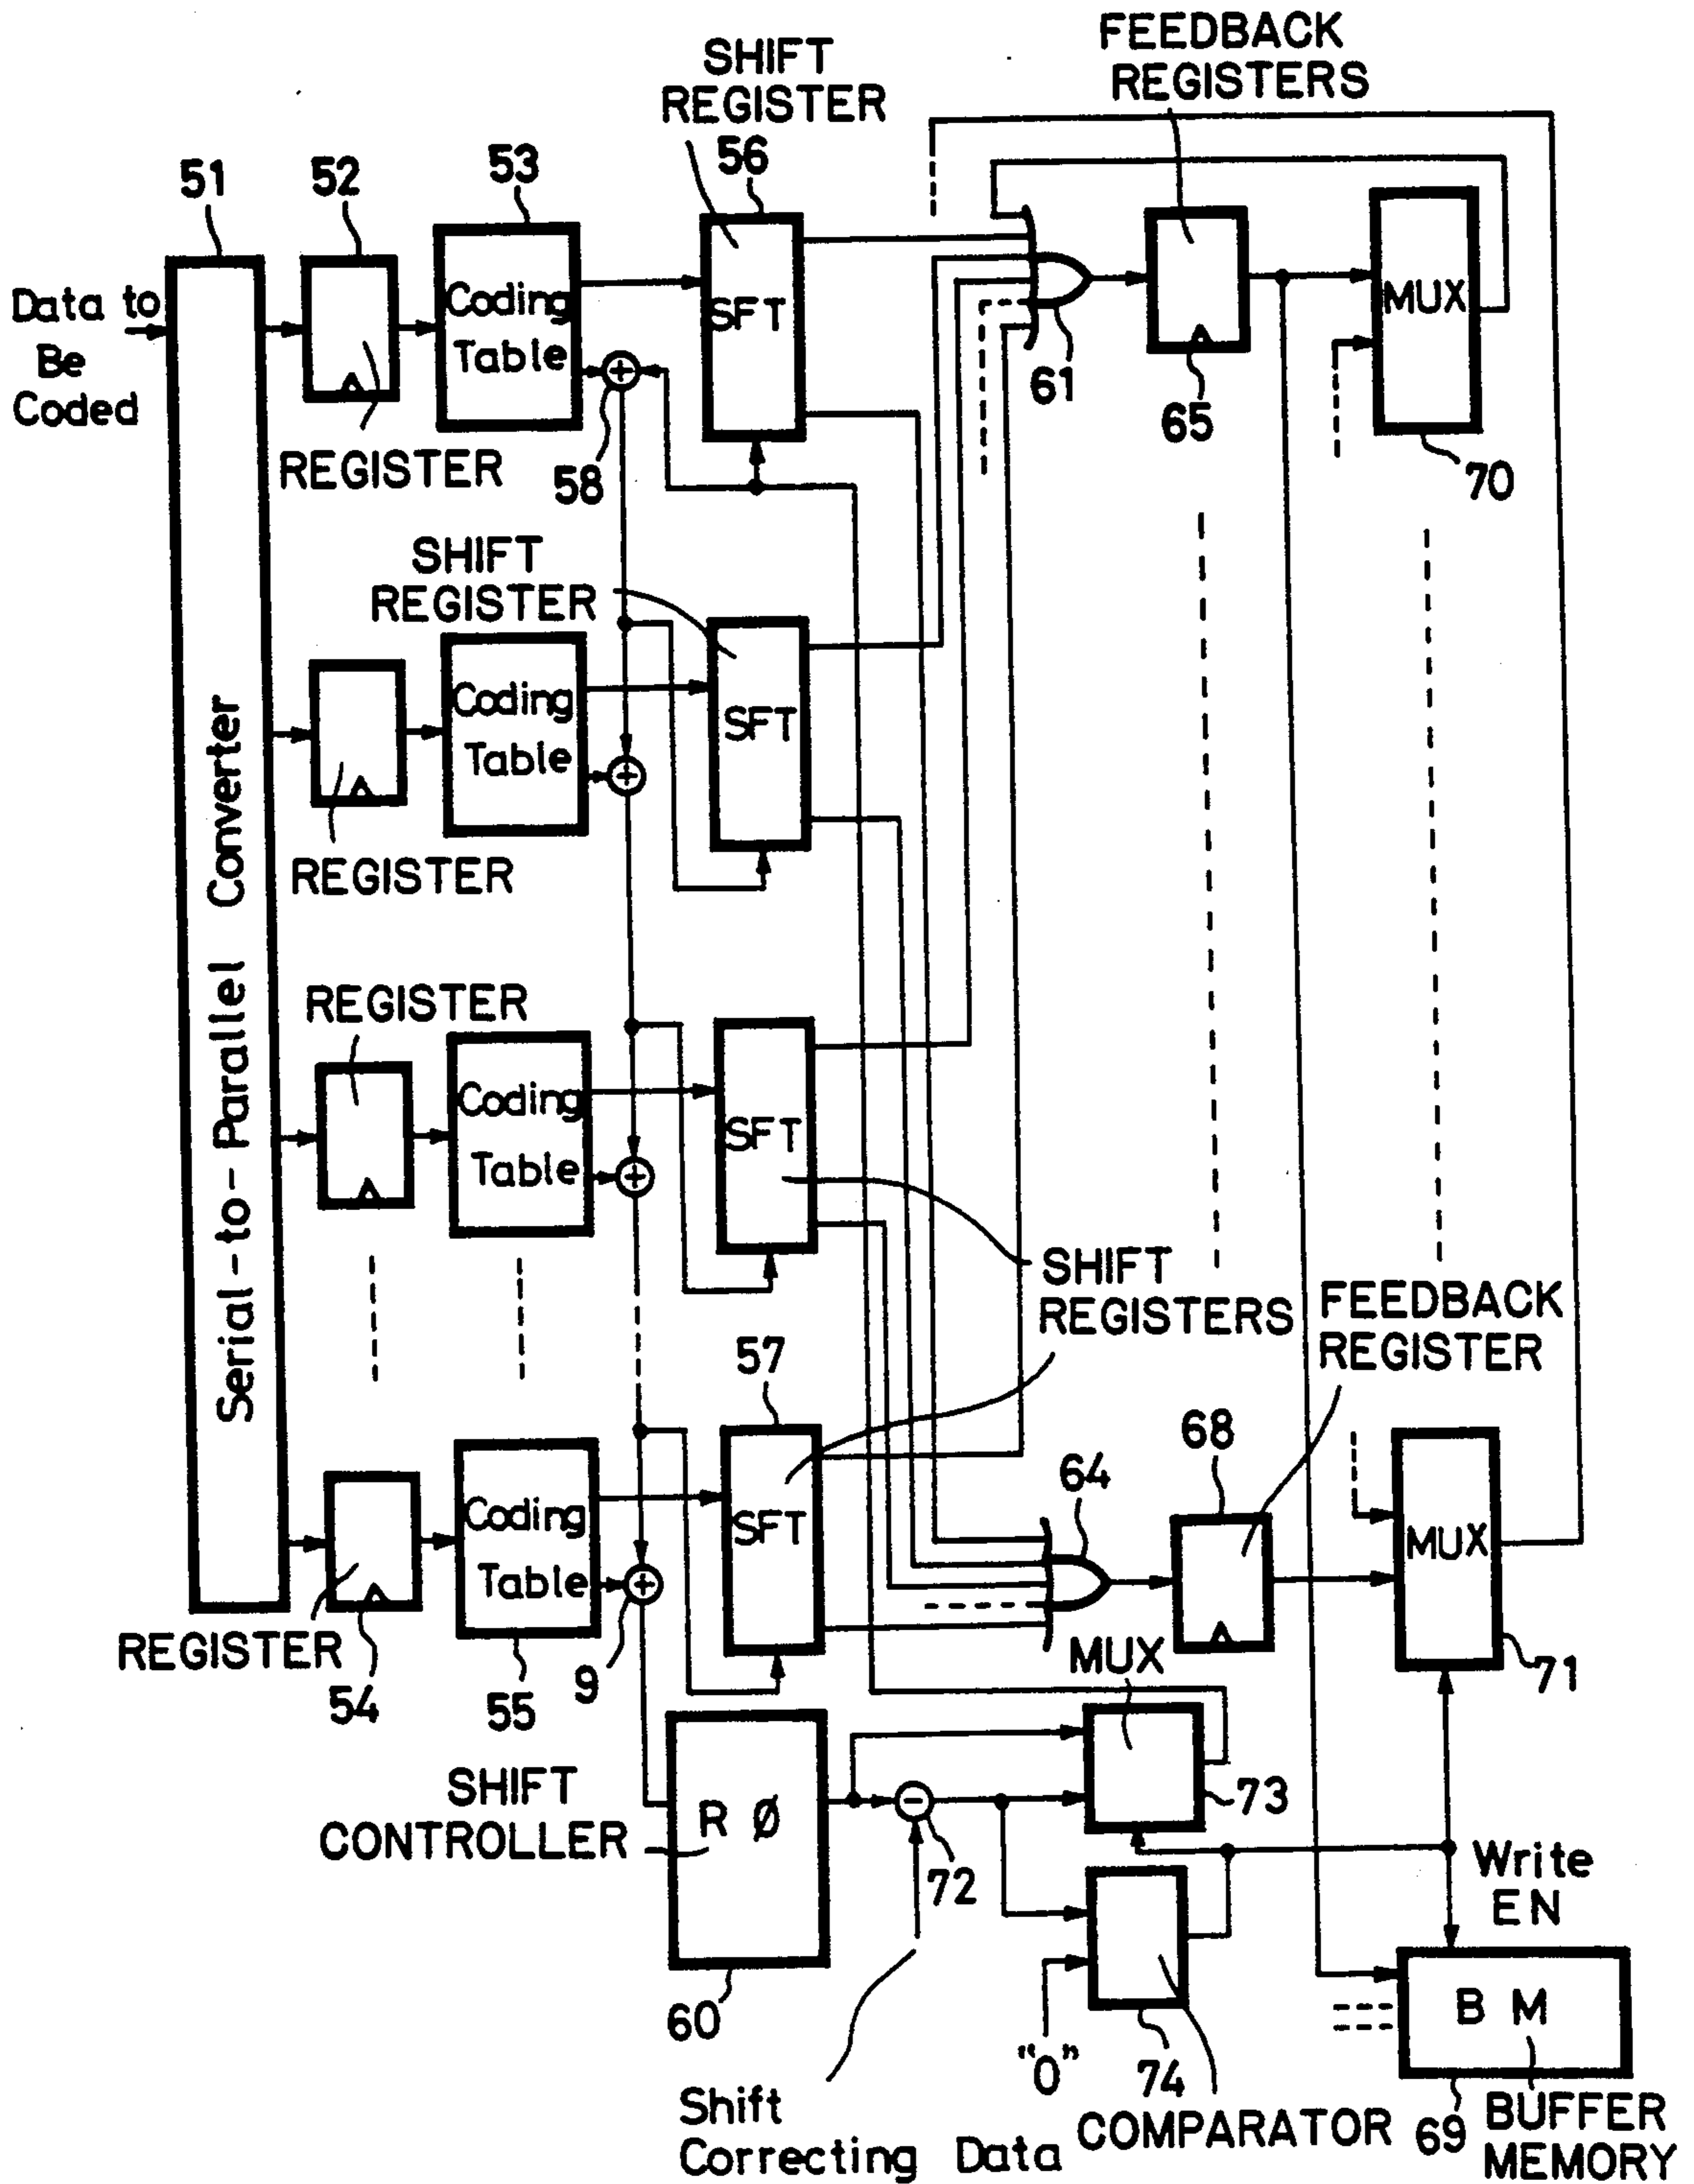 FEEDBACK
REGISTERS
SHIFT
REGISTER
56
53
52
51
Data to
Be
Coded
Coding
Table
SFT
MUX
61
65
70
REGISTER
58
SHIFT
REGISTER
Coding
Table
SFT
REGISTER
Serial-to-Parallel Converter
REGISTER
Coding
Table
SFT
SHIFT
REGISTERS
FEEDBACK
REGISTER
57
68
64
Coding
Table
SFT
MUX
REGISTER
54
55
9
MUX
71
SHIFT
CONTROLLER
R Ø
73
72
Write
EN
60
"0"
74
COMPARATOR
B M
69
BUFFER
MEMORY
Shift
Correcting Data